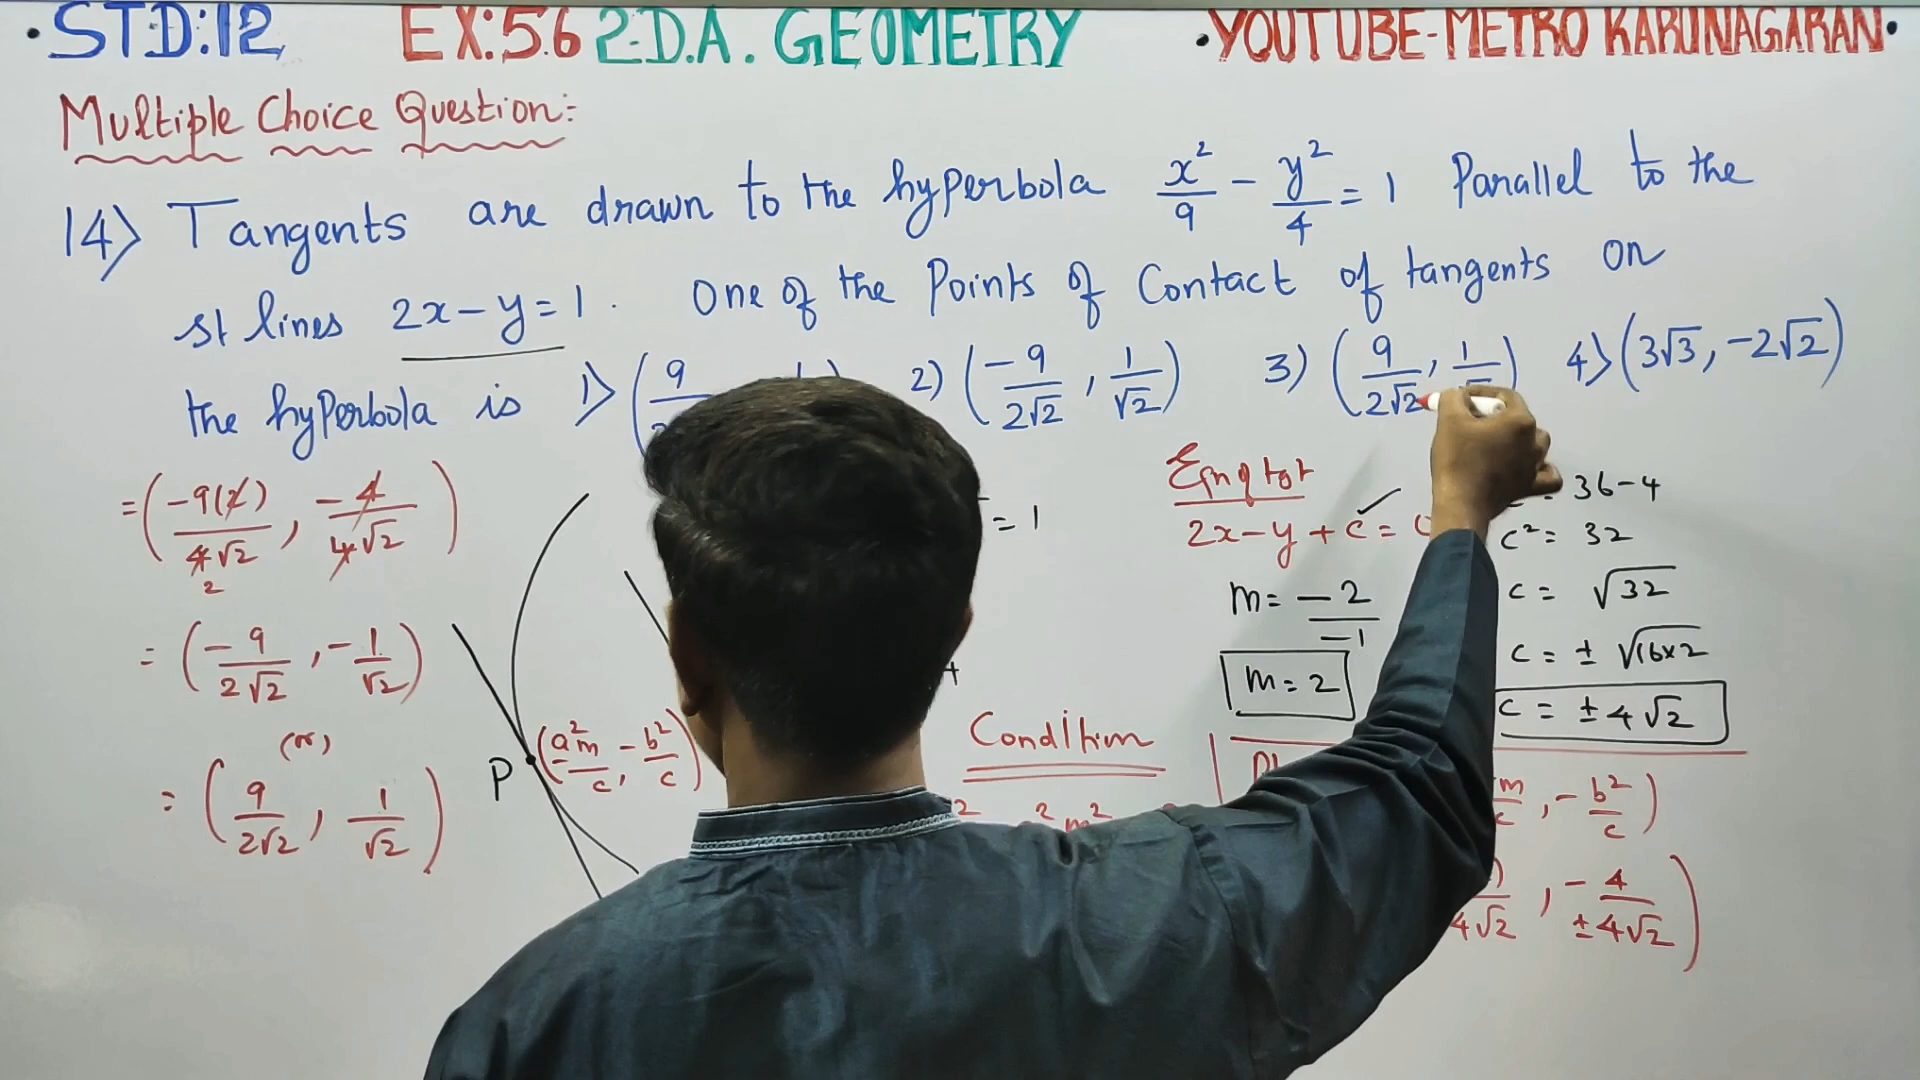 •STD:12 EX:5.6 2-D.A. GEOMETRY •YOUTUBE-METRO KARUNAGARAN•
Multiple Choice Question:-
14) Tangents are drawn to the hyperbola x²/9 - y²/4 = 1 Parallel to the
st lines 2x-y=1. One of the Points of Contact of tangents on
the hyperbola is 1) (9 2) (-9/2√2, 1/√2) 3) (9/2√2, 1 4) (3√3, -2√2)
= (-9(2)/4√2, -4/4√2)
2
= (-9/2√2, -1/√2)
(or)
= (9/2√2, 1/√2)
P (-a²m/c, -b²/c)
= 1
Condition
² a²m²
2x-y+c=
m= -2/-1
m=2
= 36-4
c²= 32
c= √32
c= ± √16×2
c= ±4√2
m/c, -b²/c)
4√2, -4/±4√2)